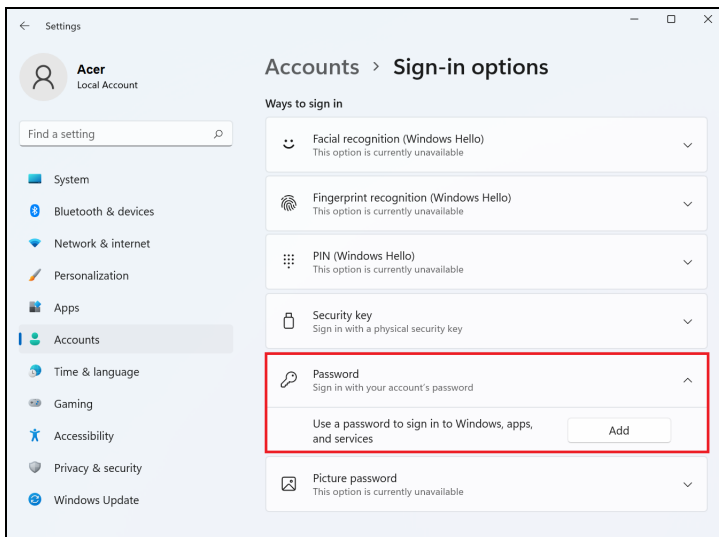 Settings
Acer
Local Account
Find a setting
System
Bluetooth & devices
Network & internet
Personalization
Apps
Accounts
Time & language
Gaming
Accessibility
Privacy & security
Windows Update
Accounts > Sign-in options
Ways to sign in
Facial recognition (Windows Hello)
This option is currently unavailable
Fingerprint recognition (Windows Hello)
This option is currently unavailable
PIN (Windows Hello)
This option is currently unavailable
Security key
Sign in with a physical security key
Password
Sign in with your account's password
Use a password to sign in to Windows, apps,
and services
Add
Picture password
This option is currently unavailable